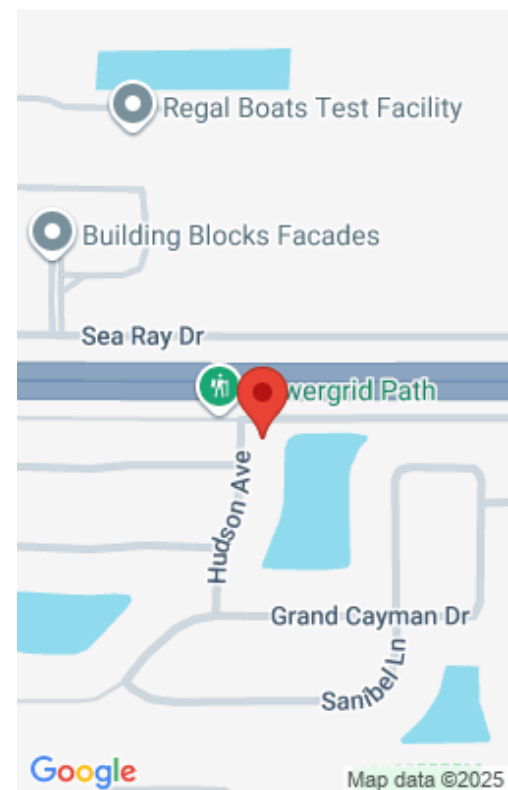 Regal Boats Test Facility
Building Blocks Facades
Sea Ray Dr
wergrid Path
Hudson Ave
Grand Cayman Dr
Sanibel Ln
Google
Map data ©2025